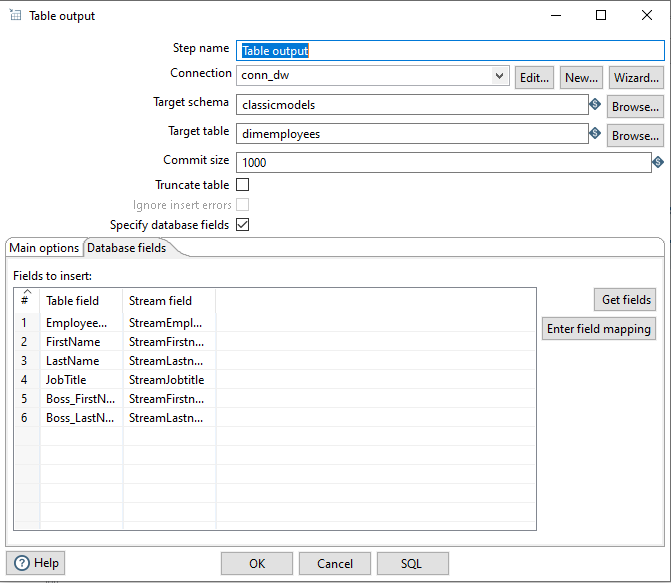 Table output
Step name Table output
Connection conn_dw Edit... New... Wizard...
Target schema classicmodels Browse...
Target table dimemployees Browse...
Commit size 1000
Truncate table
Ignore insert errors
Specify database fields
Main options Database fields
Fields to insert:
# Table field Stream field
1 Employee... StreamEmpl...
2 FirstName StreamFirstn...
3 LastName StreamLastn...
4 JobTitle StreamJobtitle
5 Boss_FirstN... StreamFirstn...
6 Boss_LastN... StreamLastn...
Get fields
Enter field mapping
Help OK Cancel SQL